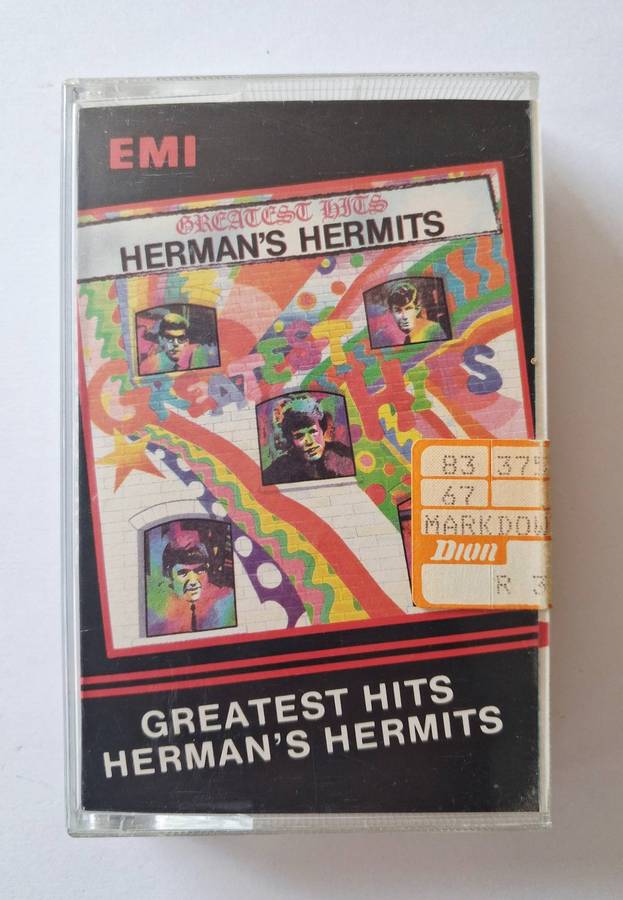 EMI
GREATEST HITS
HERMAN'S HERMITS
GREATEST HITS
83 375
67
MARKDOW
Dion
R 3
GREATEST HITS
HERMAN'S HERMITS